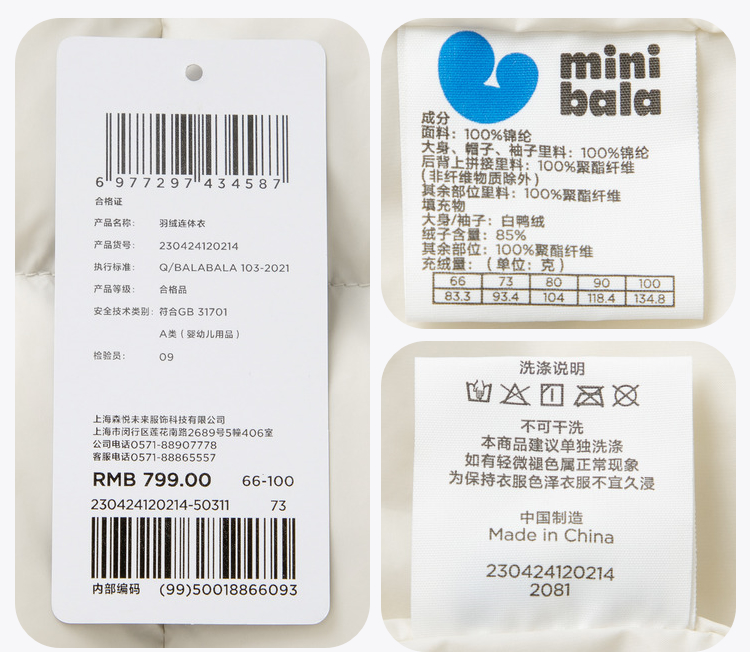 6 977297 434587
合格证
产品名称: 羽绒连体衣
产品货号: 230424120214
执行标准: Q/BALABALA 103-2021
产品等级: 合格品
安全技术类别: 符合GB 31701
A类 (婴幼儿用品)
检验员: 09
上海森悦未来服饰科技有限公司
上海市闵行区莲花南路2689号5幢406室
公司电话0571-88907778
客服电话0571-88865557
RMB 799.00 66-100
230424120214-50311 73
内部编码 (99)50018866093
mini
bala
成分
面料: 100%锦纶
大身、帽子、袖子里料: 100%锦纶
后背上拼接里料: 100%聚酯纤维
(非纤维物质除外)
其余部位里料: 100%聚酯纤维
填充物
大身/袖子: 白鸭绒
绒子含量: 85%
其余部位: 100%聚酯纤维
充绒量: (单位: 克)
66 73 80 90 100
83.3 93.4 104 118.4 134.8
洗涤说明
不可干洗
本商品建议单独洗涤
如有轻微褪色属正常现象
为保持衣服色泽衣服不宜久浸
中国制造
Made in China
230424120214
2081